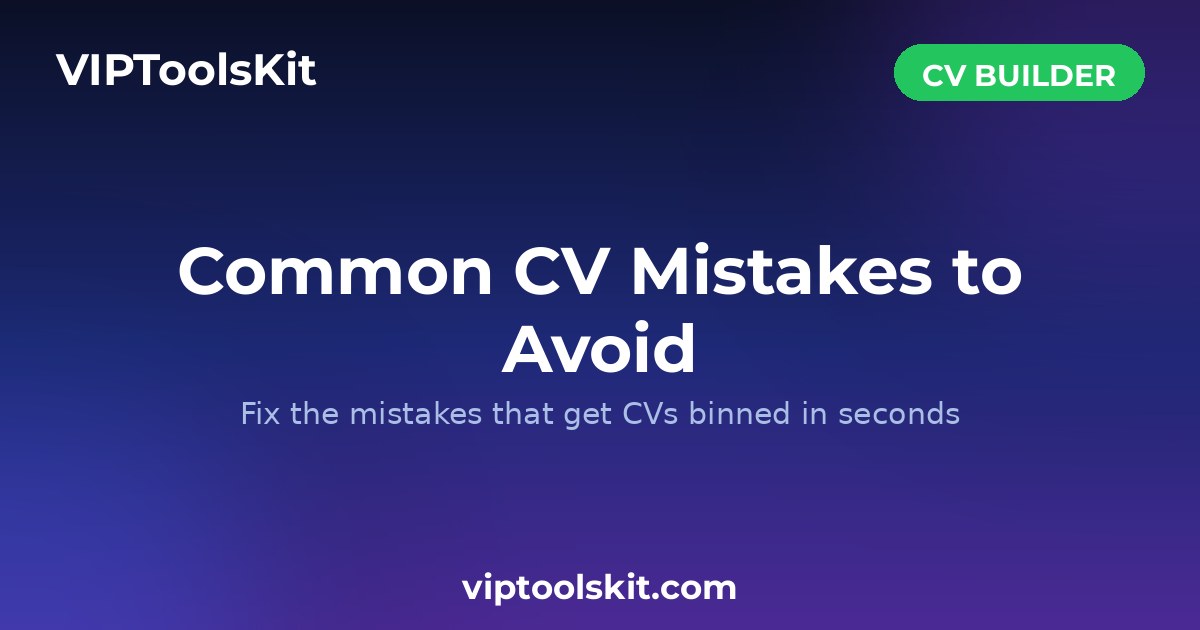 VIPToolsKit
CV BUILDER
Common CV Mistakes to
Avoid
Fix the mistakes that get CVs binned in seconds
viptoolskit.com